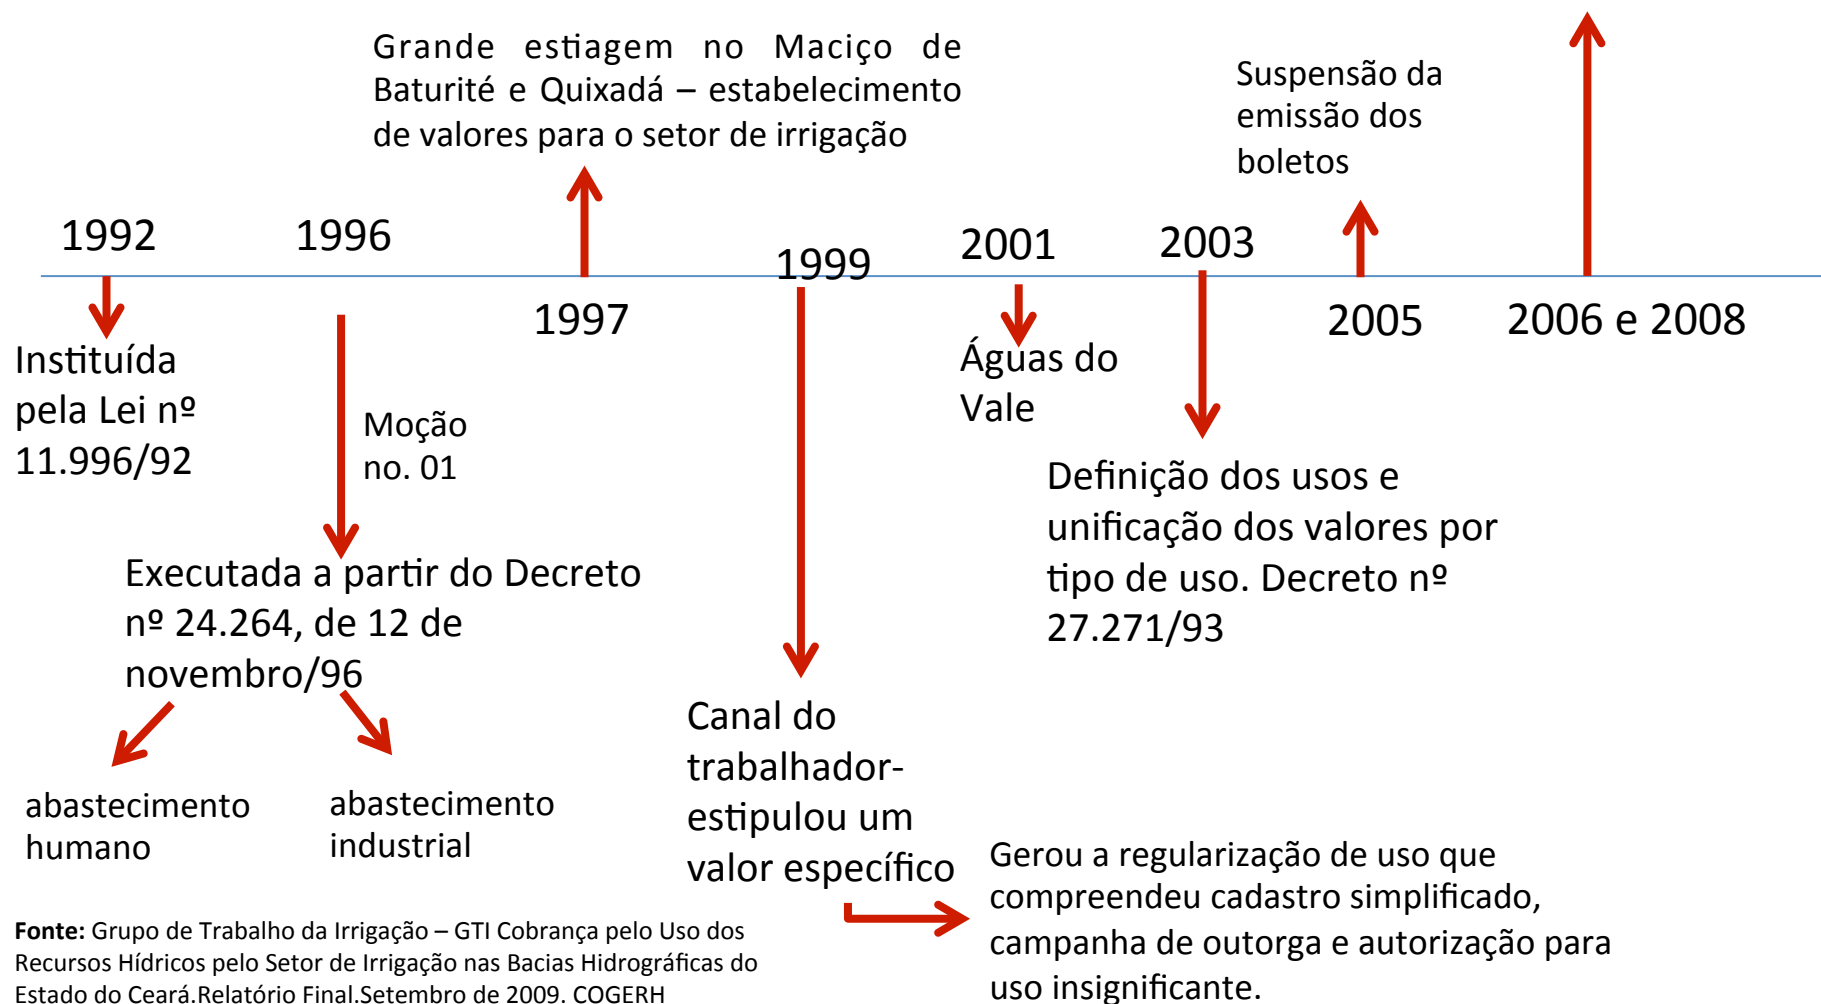 Grande estiagem no Maciço de
Baturité e Quixadá – estabelecimento
de valores para o setor de irrigação
Suspensão da
emissão dos
boletos
1992
1996
1997
1999
2001
2003
2005
2006 e 2008
Instituída
pela Lei nº
11.996/92
Moção
no. 01
Executada a partir do Decreto
nº 24.264, de 12 de
novembro/96
abastecimento
humano
abastecimento
industrial
Canal do
trabalhador-
estipulou um
valor específico
Águas do
Vale
Definição dos usos e
unificação dos valores por
tipo de uso. Decreto nº
27.271/93
Gerou a regularização de uso que
compreendeu cadastro simplificado,
campanha de outorga e autorização para
uso insignificante.
Fonte: Grupo de Trabalho da Irrigação – GTI Cobrança pelo Uso dos
Recursos Hídricos pelo Setor de Irrigação nas Bacias Hidrográficas do
Estado do Ceará.Relatório Final.Setembro de 2009. COGERH